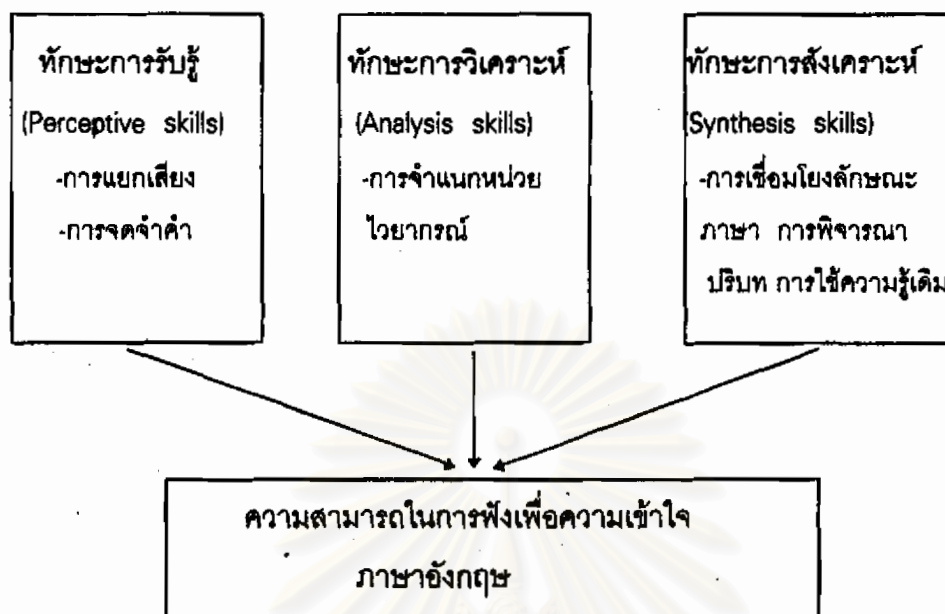 ทักษะการรับรู้
(Perceptive skills)
-การแยกเสียง
-การจดจำคำ
ทักษะการวิเคราะห์
(Analysis skills)
-การจำแนกหน่วย
ไวยากรณ์
ทักษะการสังเคราะห์
(Synthesis skills)
-การเชื่อมโยงลักษณะ
ภาษา การพิจารณา
ปริบท การใช้ความรู้เดิม
ความสามารถในการฟังเพื่อความเข้าใจ
ภาษาอังกฤษ